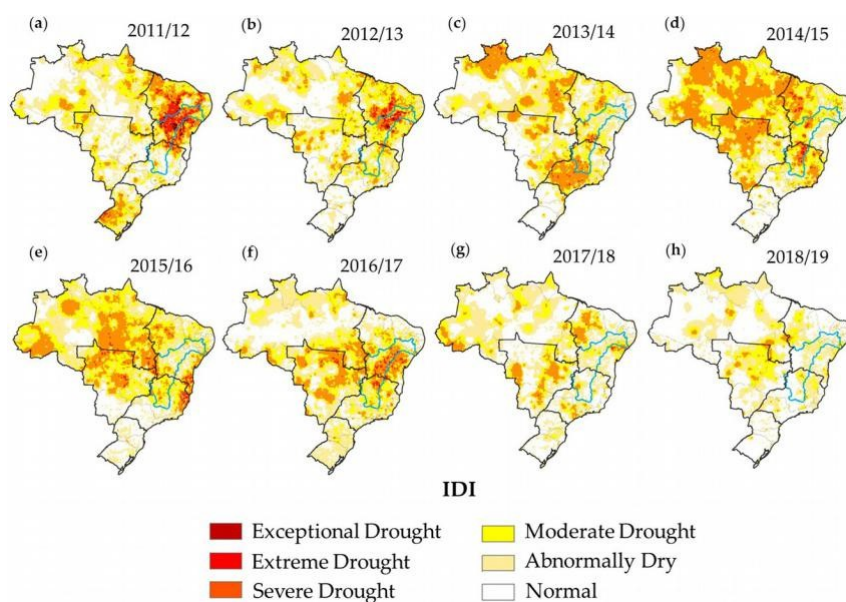 (a) 2011/12
(b) 2012/13
(c) 2013/14
(d) 2014/15
(e) 2015/16
(f) 2016/17
(g) 2017/18
(h) 2018/19
IDI
Exceptional Drought
Extreme Drought
Severe Drought
Moderate Drought
Abnormally Dry
Normal